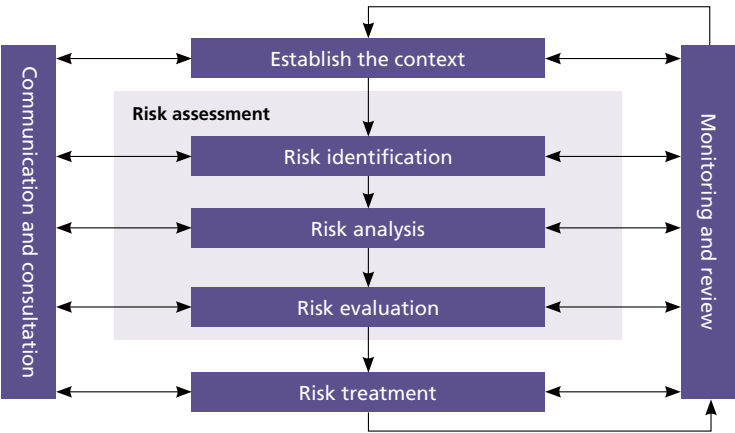 Establish the context
Communication and consultation
Monitoring and review
Risk assessment
Risk identification
Risk analysis
Risk evaluation
Risk treatment